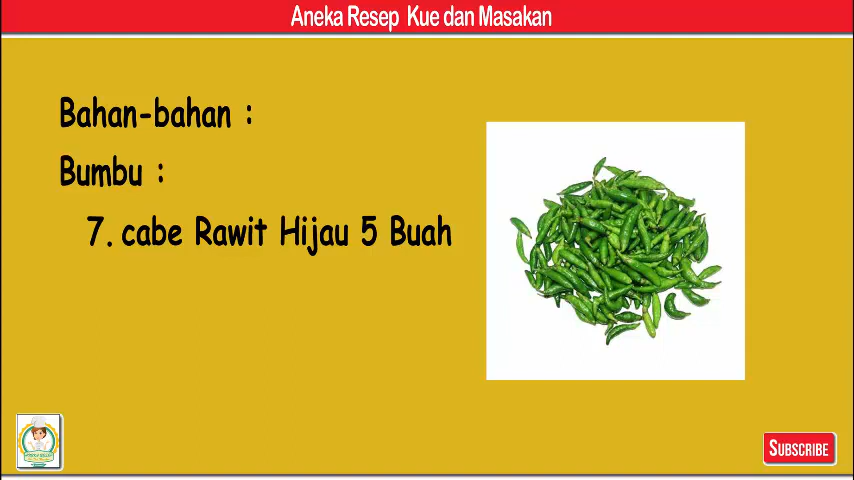 Aneka Resep Kue dan Masakan
Bahan-bahan :
Bumbu :
7. cabe Rawit Hijau 5 Buah
SUBSCRIBE